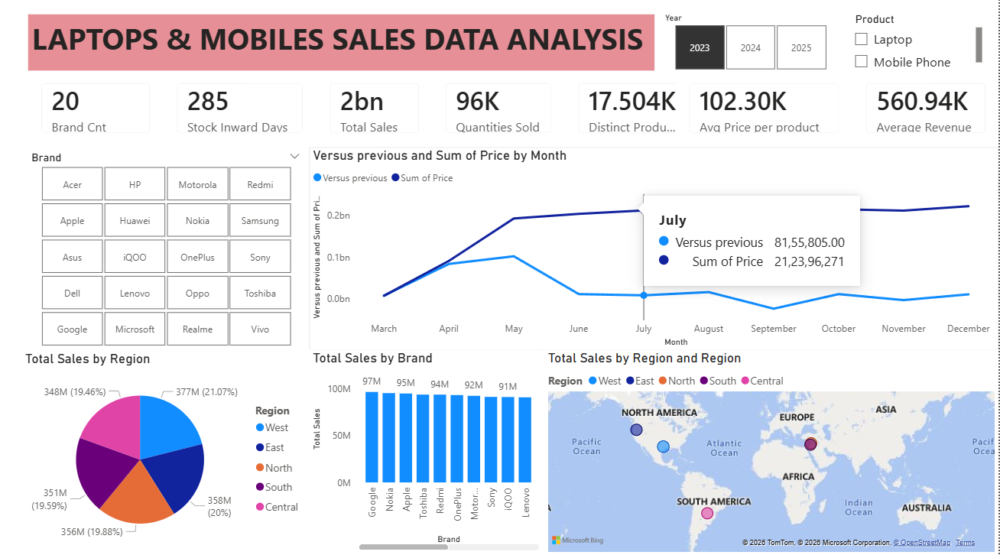 LAPTOPS & MOBILES SALES DATA ANALYSIS
Year
2023
2024
2025
Product
Laptop
Mobile Phone
20
Brand Cnt
285
Stock Inward Days
2bn
Total Sales
96K
Quantities Sold
17.504K
Distinct Produ...
102.30K
Avg Price per product
560.94K
Average Revenue
Brand
Acer
HP
Motorola
Redmi
Apple
Huawei
Nokia
Samsung
Asus
iQOO
OnePlus
Sony
Dell
Lenovo
Oppo
Toshiba
Google
Microsoft
Realme
Vivo
Versus previous and Sum of Price by Month
Versus previous
Sum of Price
Versus previous and Sum of Pri...
0.2bn
0.1bn
0.0bn
July
Versus previous 81,55,805.00
Sum of Price 21,23,96,271
March
April
May
June
July
August
September
October
November
December
Month
Total Sales by Region
348M (19.46%)
377M (21.07%)
351M
(19.59%)
358M
(20%)
356M (19.88%)
Region
West
East
North
South
Central
Total Sales by Brand
Total Sales
100M
50M
0M
97M
95M
94M
92M
91M
Google
Nokia
Apple
Toshiba
Redmi
OnePlus
Motor...
Sony
iQOO
Lenovo
Brand
Total Sales by Region and Region
Region
West
East
North
South
Central
NORTH AMERICA
EUROPE
ASIA
Pacific
Ocean
Atlantic
Ocean
Pacif
Ocean
AFRICA
SOUTH AMERICA
Indian
Ocean
AUSTRALIA
Microsoft Bing
© 2026 TomTom, © 2026 Microsoft Corporation, © OpenStreetMap Terms